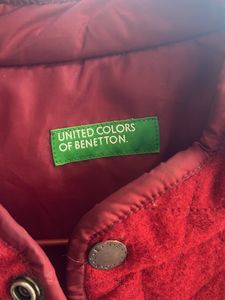 UNITED COLORS
OF BENETTON.